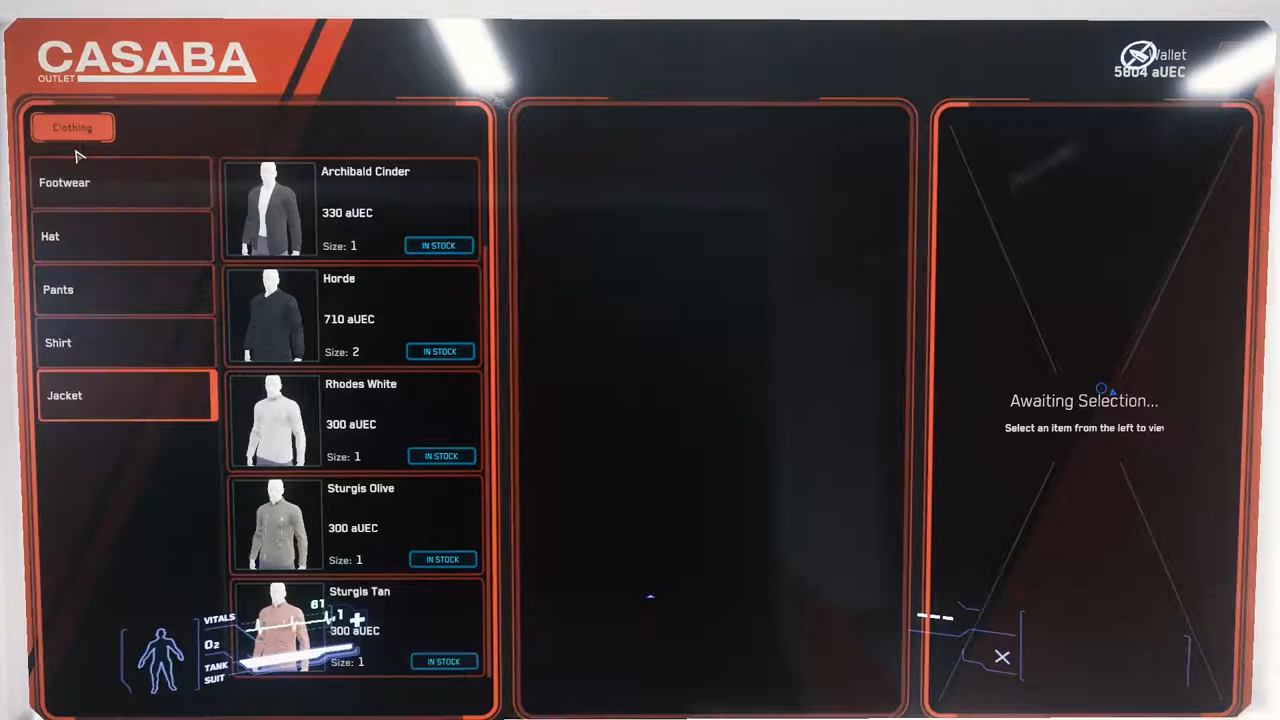 CASABA
OUTLET
Wallet
5804 aUEC
Clothing
Footwear
Hat
Pants
Shirt
Jacket
Archibald Cinder
330 aUEC
Size: 1
IN STOCK
Horde
710 aUEC
Size: 2
IN STOCK
Rhodes White
300 aUEC
Size: 1
IN STOCK
Sturgis Olive
300 aUEC
Size: 1
IN STOCK
Sturgis Tan
300 aUEC
Size: 1
IN STOCK
Awaiting Selection...
Select an item from the left to view
VITALS
61
1
O2
TANK
SUIT